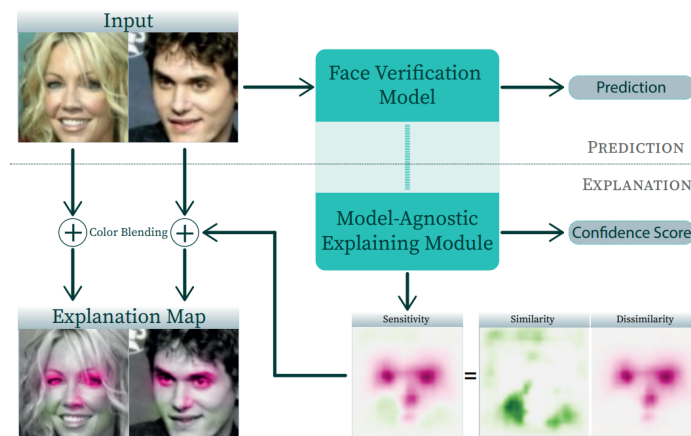 Input
Face Verification
Model
Prediction
PREDICTION
EXPLANATION
Color Blending
Model-Agnostic
Explaining Module
Confidence Score
Explanation Map
Sensitivity
Similarity
Dissimilarity
=